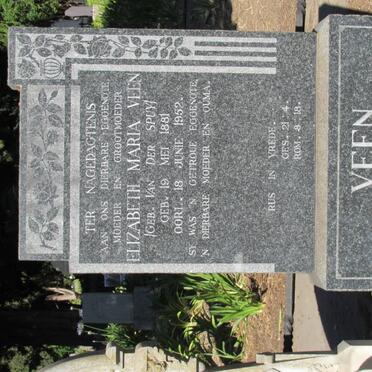 TER NAGEDAGTENIS
AAN ONS DIERBARE EGGENOTE,
MOEDER EN GROOTMOEDER
ELIZABETH MARIA VEEN
(GEB. VAN DER SPUY)
GEB. 19 MEI 1881
OORL. 18 JUNIE 1952.
SY WAS 'N GETROUE EGGENOTE,
'N DIERBARE MOEDER EN OUMA.
RUS IN VREDE.
GES. 21 : 4.
ROM. 8 : 18.
VEEN